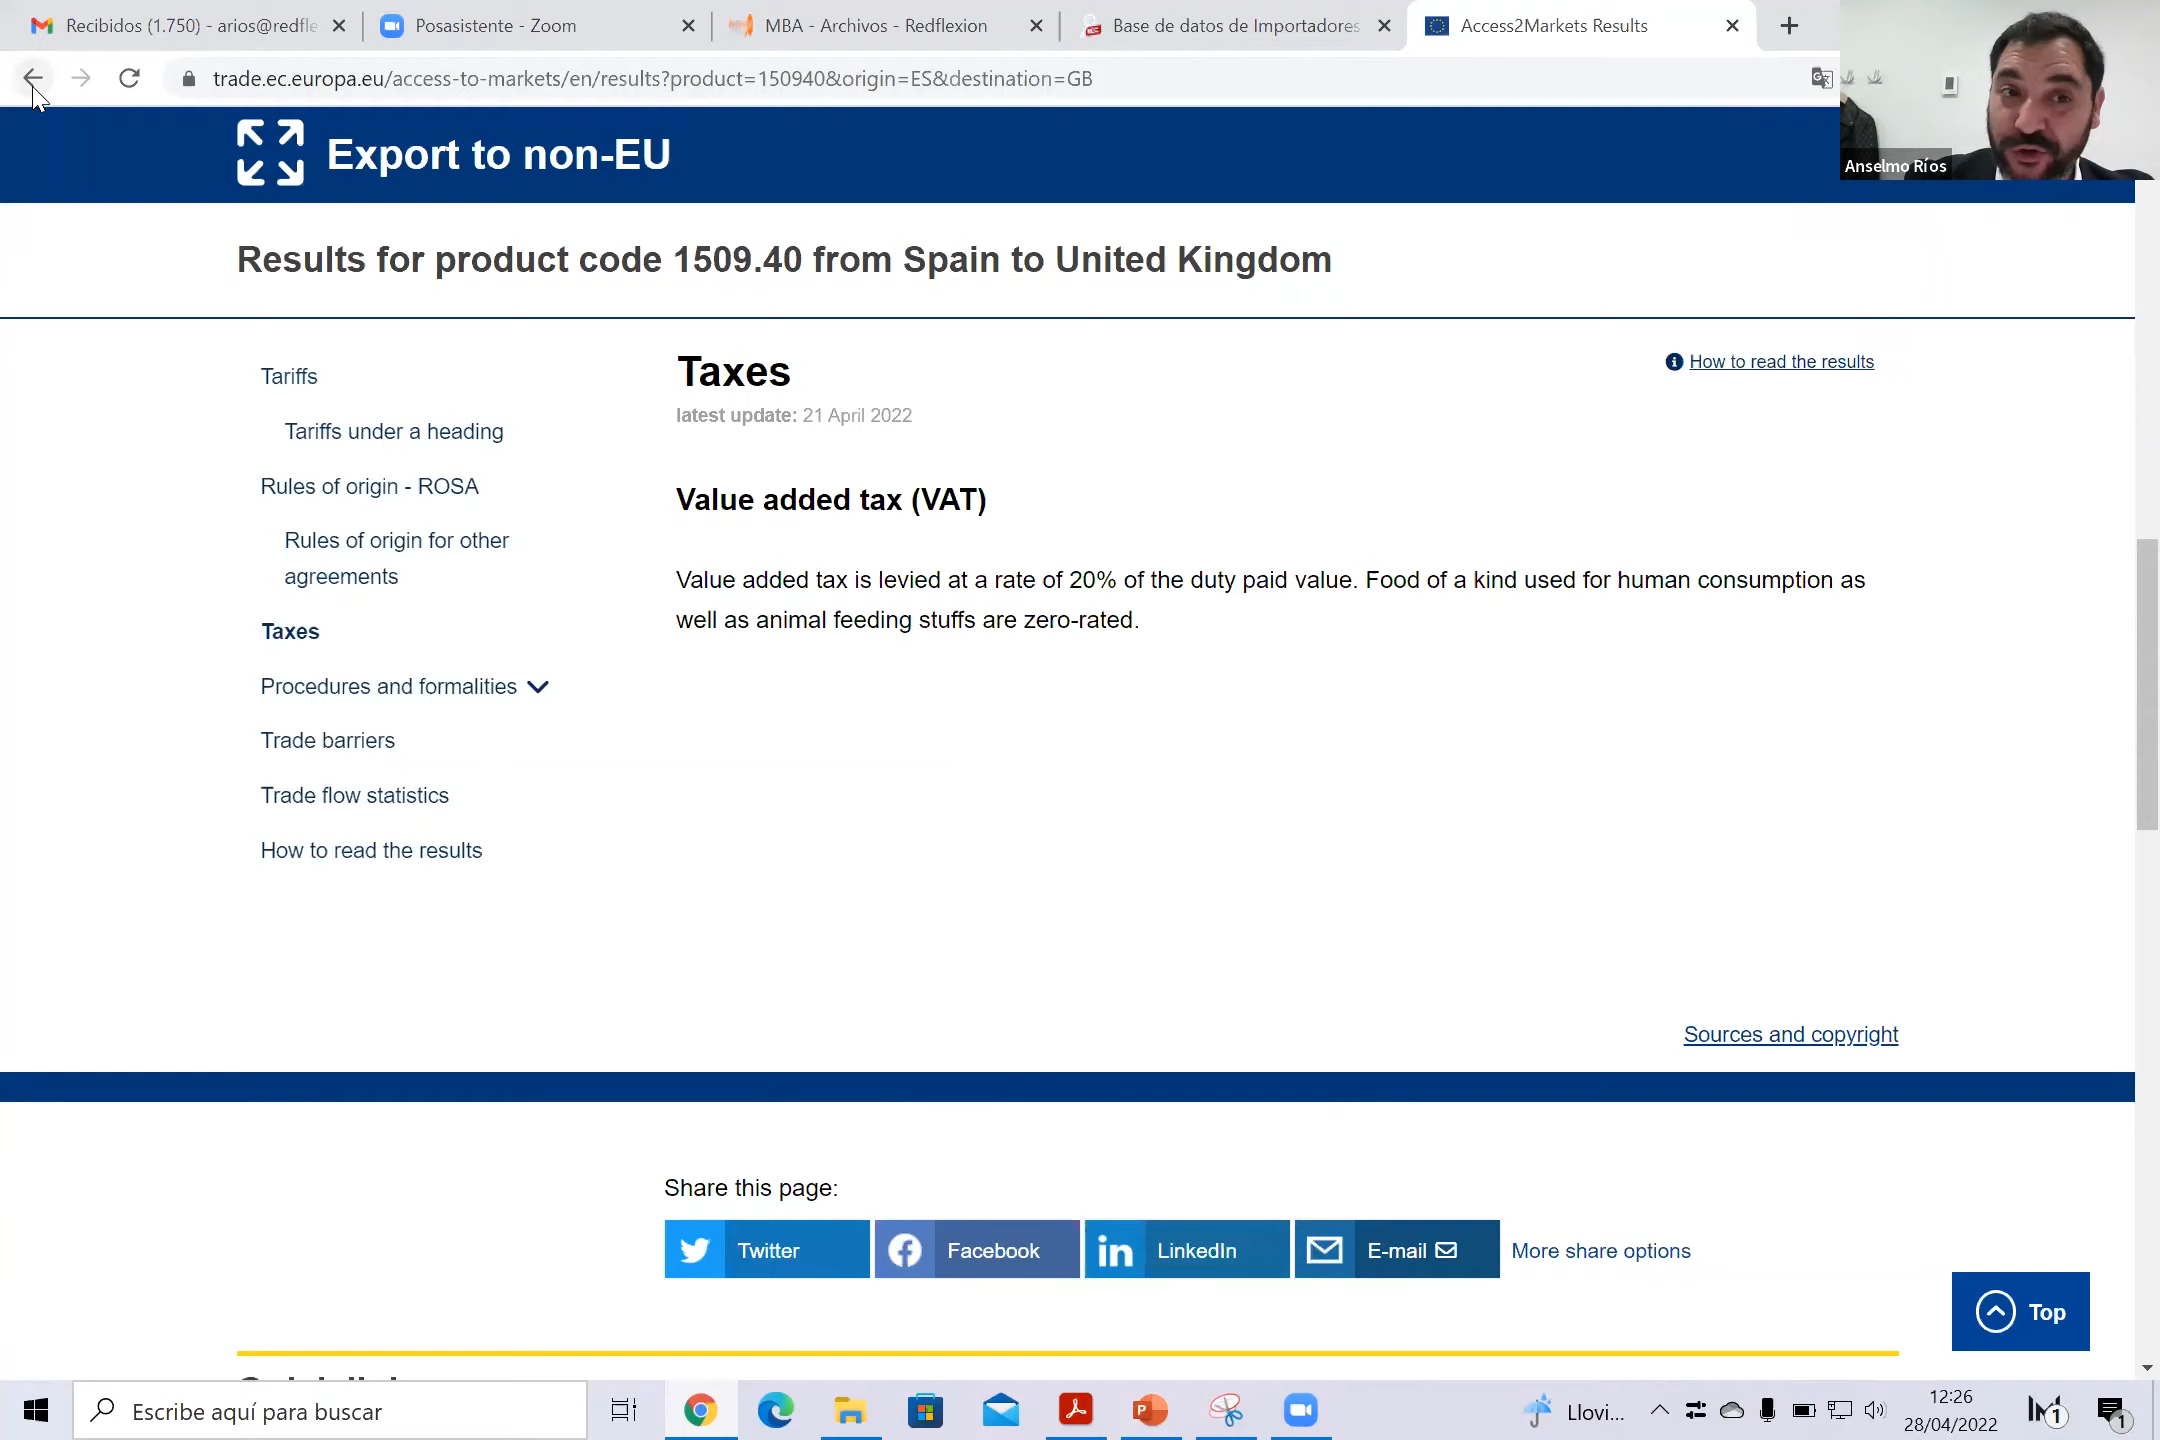 Recibidos (1.750) - arios@redfle
Posasistente - Zoom
MBA - Archivos - Redflexion
Base de datos de Importadores
Access2Markets Results
trade.ec.europa.eu/access-to-markets/en/results?product=150940&origin=ES&destination=GB
Anselmo Ríos
Export to non-EU
Results for product code 1509.40 from Spain to United Kingdom
Tariffs
Tariffs under a heading
Rules of origin - ROSA
Rules of origin for other
agreements
Taxes
Procedures and formalities
Trade barriers
Trade flow statistics
How to read the results
Taxes
How to read the results
latest update: 21 April 2022
Value added tax (VAT)
Value added tax is levied at a rate of 20% of the duty paid value. Food of a kind used for human consumption as
well as animal feeding stuffs are zero-rated.
Sources and copyright
Share this page:
Twitter
Facebook
LinkedIn
E-mail
More share options
Top
Escribe aquí para buscar
Llovi...
12:26
28/04/2022
1
1